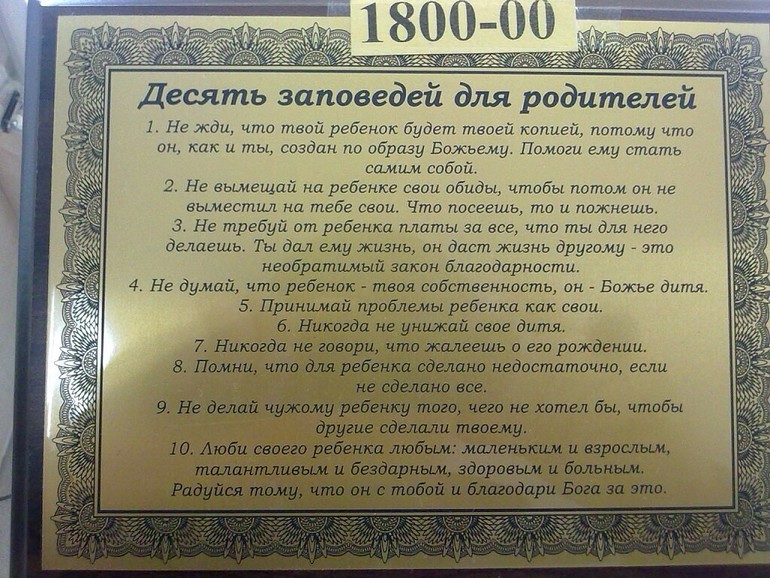 1800-00
Десять заповедей для родителей
1. Не жди, что твой ребенок будет твоей копией, потому что
он, как и ты, создан по образу Божьему. Помоги ему стать
самим собой.
2. Не вымещай на ребенке свои обиды, чтобы потом он не
выместил на тебе свои. Что посеешь, то и пожнешь.
3. Не требуй от ребенка платы за все, что ты для него
делаешь. Ты дал ему жизнь, он даст жизнь другому - это
необратимый закон благодарности.
4. Не думай, что ребенок - твоя собственность, он - Божье дитя.
5. Принимай проблемы ребенка как свои.
6. Никогда не унижай свое дитя.
7. Никогда не говори, что жалеешь о его рождении.
8. Помни, что для ребенка сделано недостаточно, если
не сделано все.
9. Не делай чужому ребенку того, чего не хотел бы, чтобы
другие сделали твоему.
10. Люби своего ребенка любым: маленьким и взрослым,
талантливым и бездарным, здоровым и больным.
Радуйся тому, что он с тобой и благодари Бога за это.